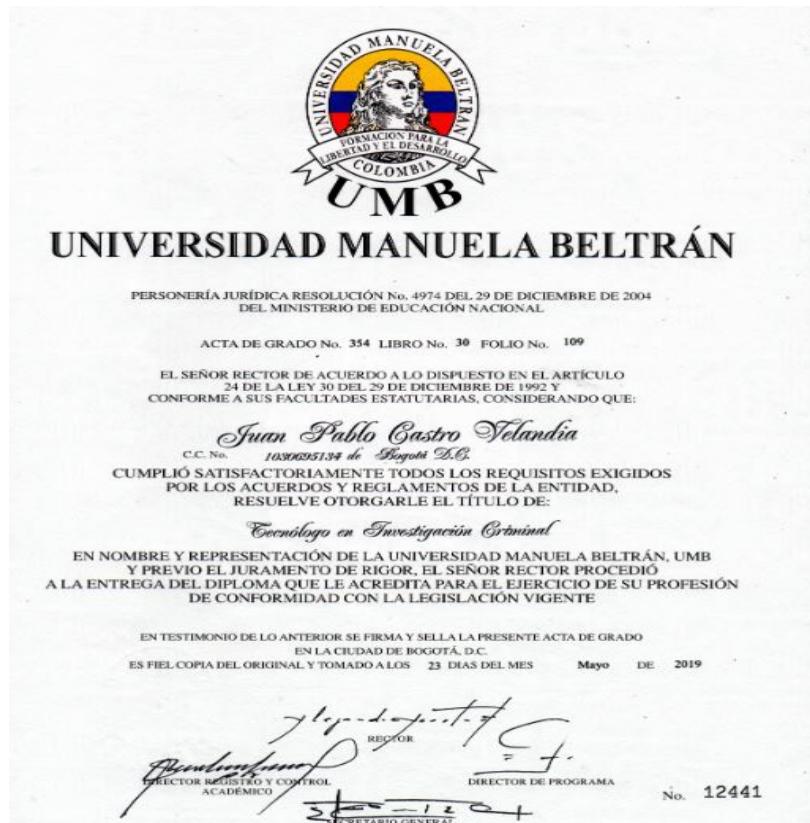 UNIVERSIDAD MANUELA BELTRAN
FORMACION PARA LA
LIBERTAD Y EL DESARROLLO
COLOMBIA
UMB
UNIVERSIDAD MANUELA BELTRÁN
PERSONERÍA JURÍDICA RESOLUCIÓN No. 4974 DEL 29 DE DICIEMBRE DE 2004
DEL MINISTERIO DE EDUCACIÓN NACIONAL
ACTA DE GRADO No. 354 LIBRO No. 30 FOLIO No. 109
EL SEÑOR RECTOR DE ACUERDO A LO DISPUESTO EN EL ARTÍCULO
24 DE LA LEY 30 DEL 29 DE DICIEMBRE DE 1992 Y
CONFORME A SUS FACULTADES ESTATUTARIAS, CONSIDERANDO QUE:
Juan Pablo Castro Velandia
C.C. No. 1030695134 de Bogotá D.C.
CUMPLIÓ SATISFACTORIAMENTE TODOS LOS REQUISITOS EXIGIDOS
POR LOS ACUERDOS Y REGLAMENTOS DE LA ENTIDAD,
RESUELVE OTORGARLE EL TÍTULO DE:
Tecnólogo en Investigación Criminal
EN NOMBRE Y REPRESENTACIÓN DE LA UNIVERSIDAD MANUELA BELTRÁN, UMB
Y PREVIO EL JURAMENTO DE RIGOR, EL SEÑOR RECTOR PROCEDIÓ
A LA ENTREGA DEL DIPLOMA QUE LE ACREDITA PARA EL EJERCICIO DE SU PROFESIÓN
DE CONFORMIDAD CON LA LEGISLACIÓN VIGENTE
EN TESTIMONIO DE LO ANTERIOR SE FIRMA Y SELLA LA PRESENTE ACTA DE GRADO
EN LA CIUDAD DE BOGOTÁ, D.C.
ES FIEL COPIA DEL ORIGINAL Y TOMADO A LOS 23 DIAS DEL MES Mayo DE 2019
RECTOR
DIRECTOR REGISTRO Y CONTROL
ACADÉMICO
DIRECTOR DE PROGRAMA
No. 12441
SECRETARIO GENERAL